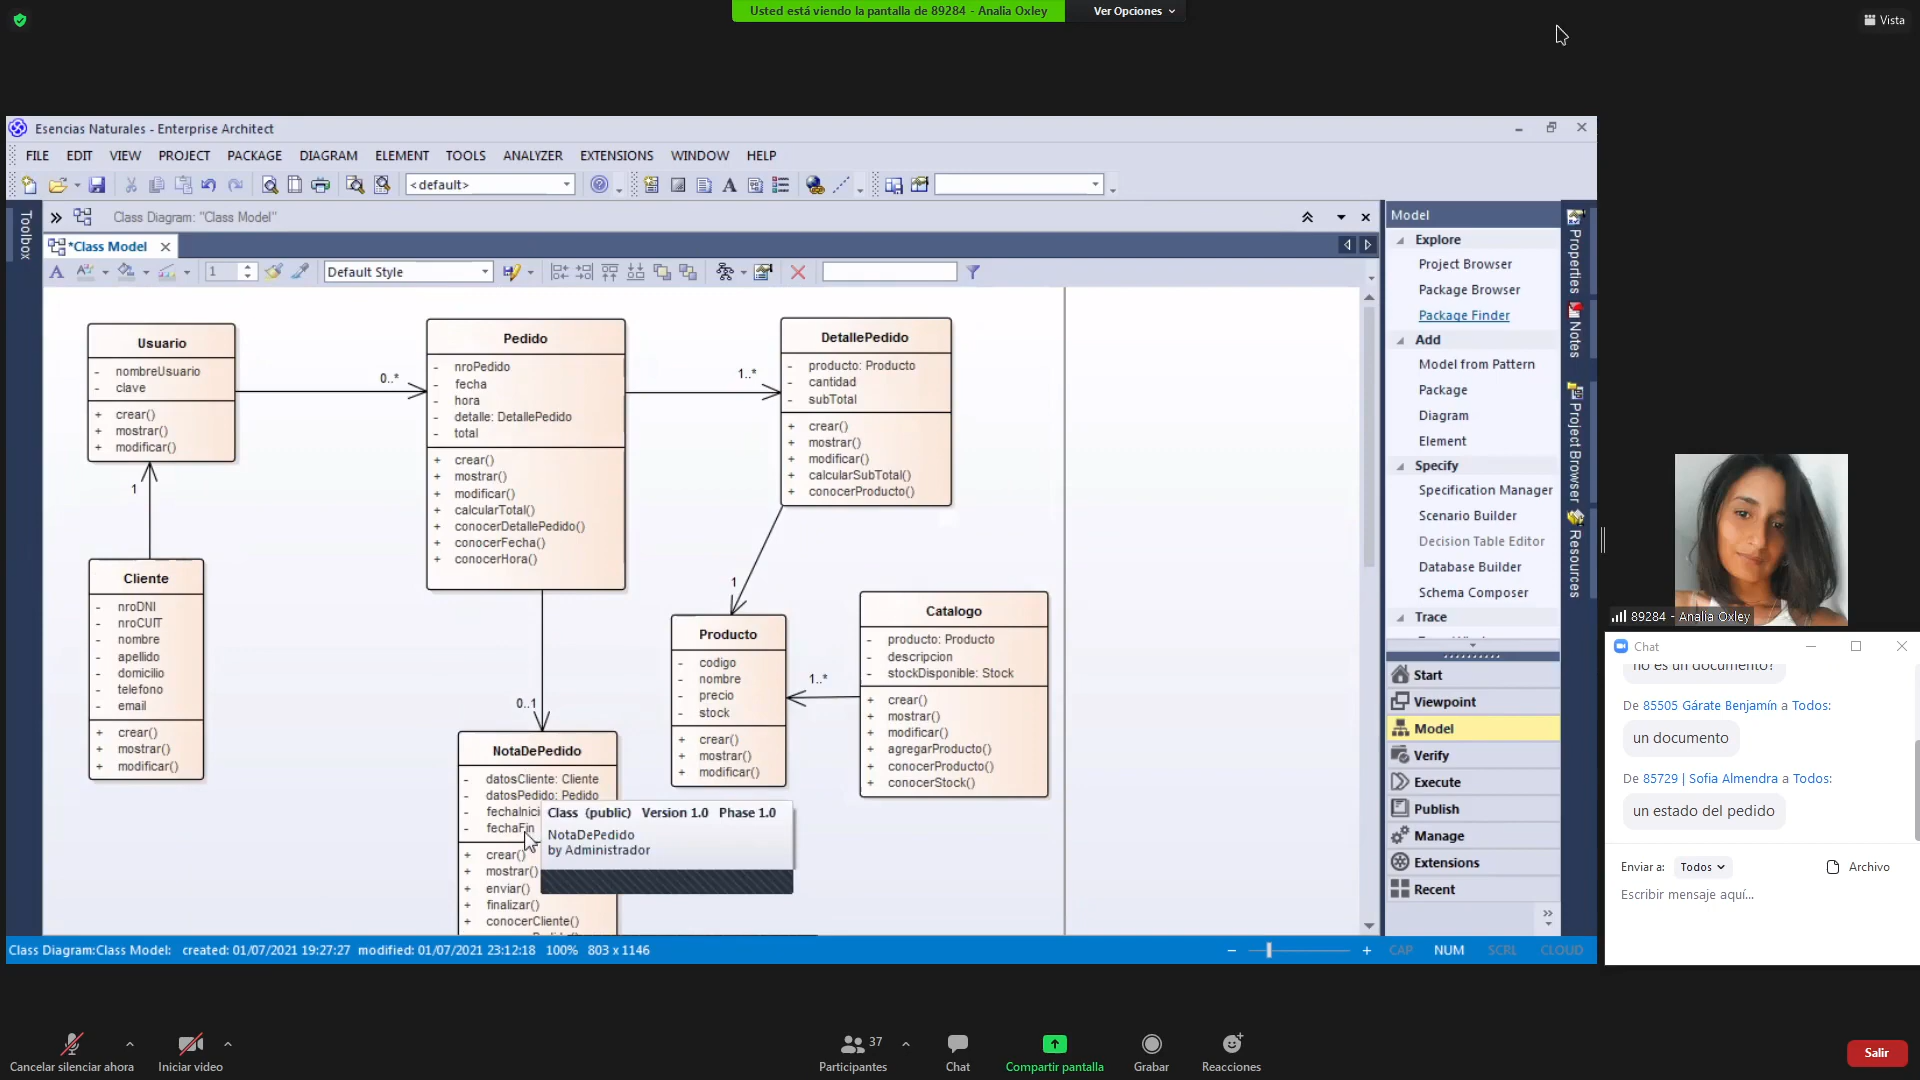 Usted está viendo la pantalla de 89284 - Analia Oxley
Ver Opciones
Vista
Esencias Naturales - Enterprise Architect
FILE EDIT VIEW PROJECT PACKAGE DIAGRAM ELEMENT TOOLS ANALYZER EXTENSIONS WINDOW HELP
<default>
Toolbox
Class Diagram: "Class Model"
*Class Model
1
Default Style
Usuario
- nombreUsuario
- clave
+ crear()
+ mostrar()
+ modificar()
0..*
1
Pedido
- nroPedido
- fecha
- hora
- detalle: DetallePedido
- total
+ crear()
+ mostrar()
+ modificar()
+ calcularTotal()
+ conocerDetallePedido()
+ conocerFecha()
+ conocerHora()
1..*
DetallePedido
- producto: Producto
- cantidad
- subTotal
+ crear()
+ mostrar()
+ modificar()
+ calcularSubTotal()
+ conocerProducto()
1
Cliente
- nroDNI
- nroCUIT
- nombre
- apellido
- domicilio
- telefono
- email
+ crear()
+ mostrar()
+ modificar()
0..1
Producto
- codigo
- nombre
- precio
- stock
+ crear()
+ mostrar()
+ modificar()
1..*
Catalogo
- producto: Producto
- descripcion
- stockDisponible: Stock
+ crear()
+ mostrar()
+ modificar()
+ agregarProducto()
+ conocerProducto()
+ conocerStock()
NotaDePedido
- datosCliente: Cliente
- datosPedido: Pedido
- fechaInici
- fechaFin
+ crear()
+ mostrar()
+ enviar()
+ finalizar()
+ conocerCliente()
Class (public) Version 1.0 Phase 1.0
NotaDePedido
by Administrador
Model
Explore
Project Browser
Package Browser
Package Finder
Add
Model from Pattern
Package
Diagram
Element
Specify
Specification Manager
Scenario Builder
Decision Table Editor
Database Builder
Schema Composer
Trace
Start
Viewpoint
Model
Verify
Execute
Publish
Manage
Extensions
Recent
Properties
Notes
Project Browser
Resources
Class Diagram:Class Model: created: 01/07/2021 19:27:27 modified: 01/07/2021 23:12:18 100% 803 x 1146
CAP NUM SCRL CLOUD
89284 - Analia Oxley
Chat
no es un documento?
De 85505 Gárate Benjamín a Todos:
un documento
De 85729 | Sofia Almendra a Todos:
un estado del pedido
Enviar a: Todos
Archivo
Escribir mensaje aquí...
Cancelar silenciar ahora
Iniciar video
37
Participantes
Chat
Compartir pantalla
Grabar
Reacciones
Salir